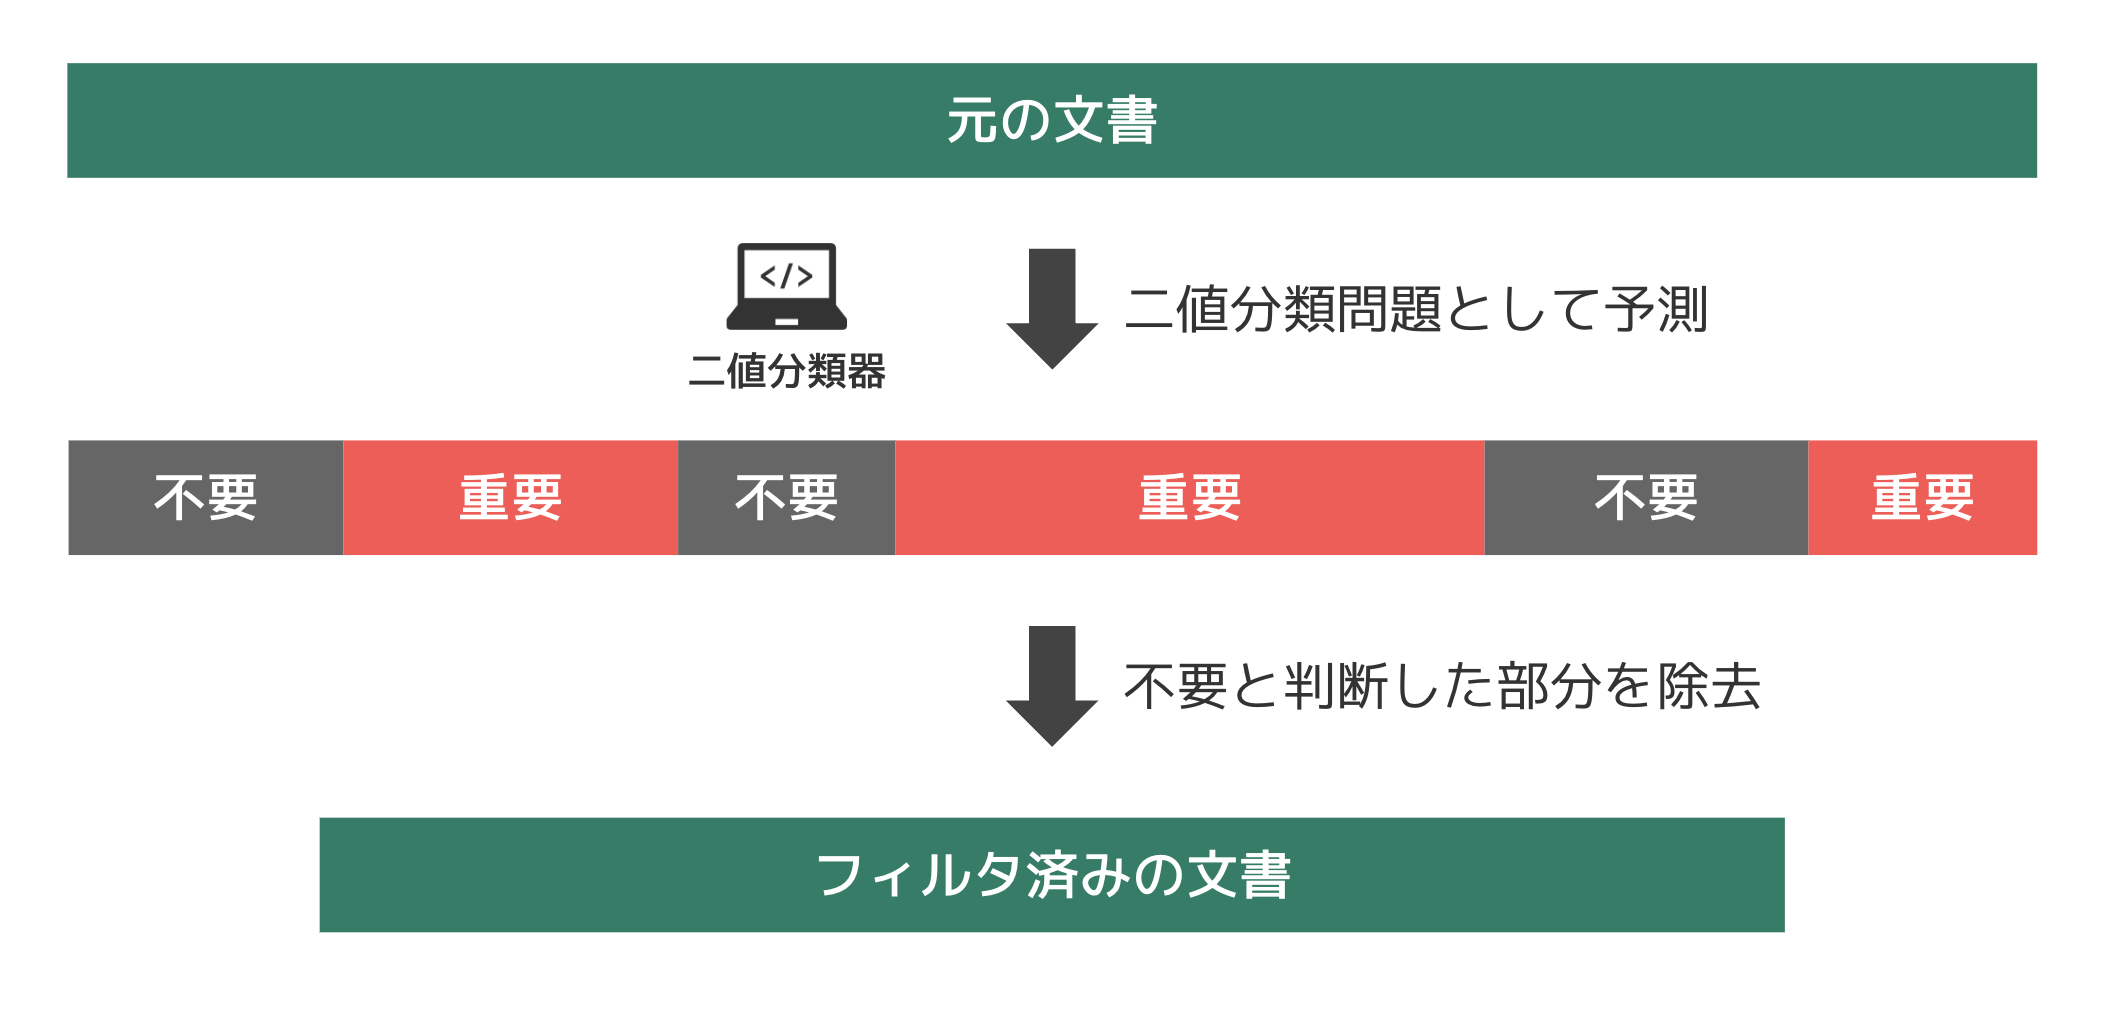 元の文書
</>
二値分類問題として予測
二値分類器
不要 重要 不要 重要 不要 重要
不要と判断した部分を除去
フィルタ済みの文書